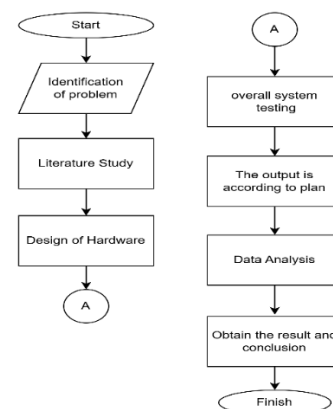 Start
Identification
of problem
Literature Study
Design of Hardware
A
A
overall system
testing
The output is
according to plan
Data Analysis
Obtain the result and
conclusion
Finish